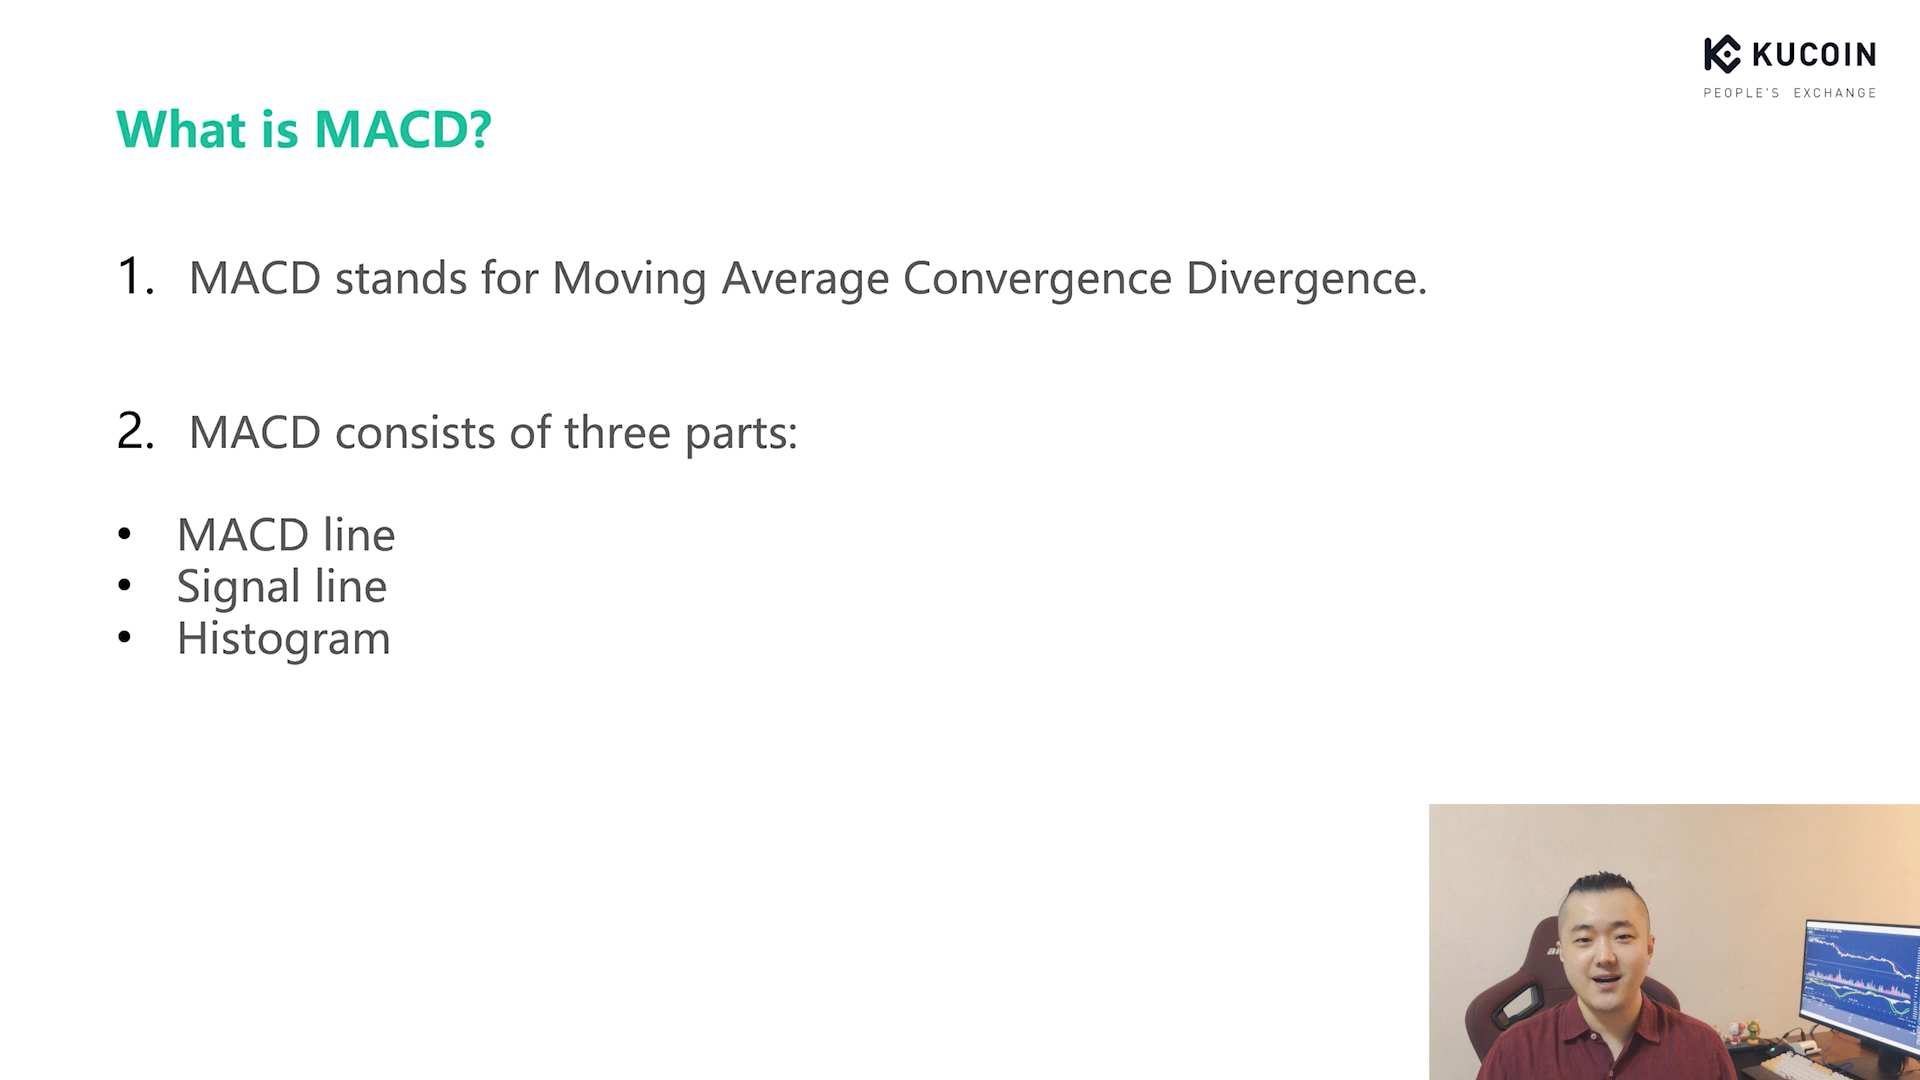 KUCOIN
PEOPLE'S EXCHANGE
What is MACD?
1. MACD stands for Moving Average Convergence Divergence.
2. MACD consists of three parts:
• MACD line
• Signal line
• Histogram